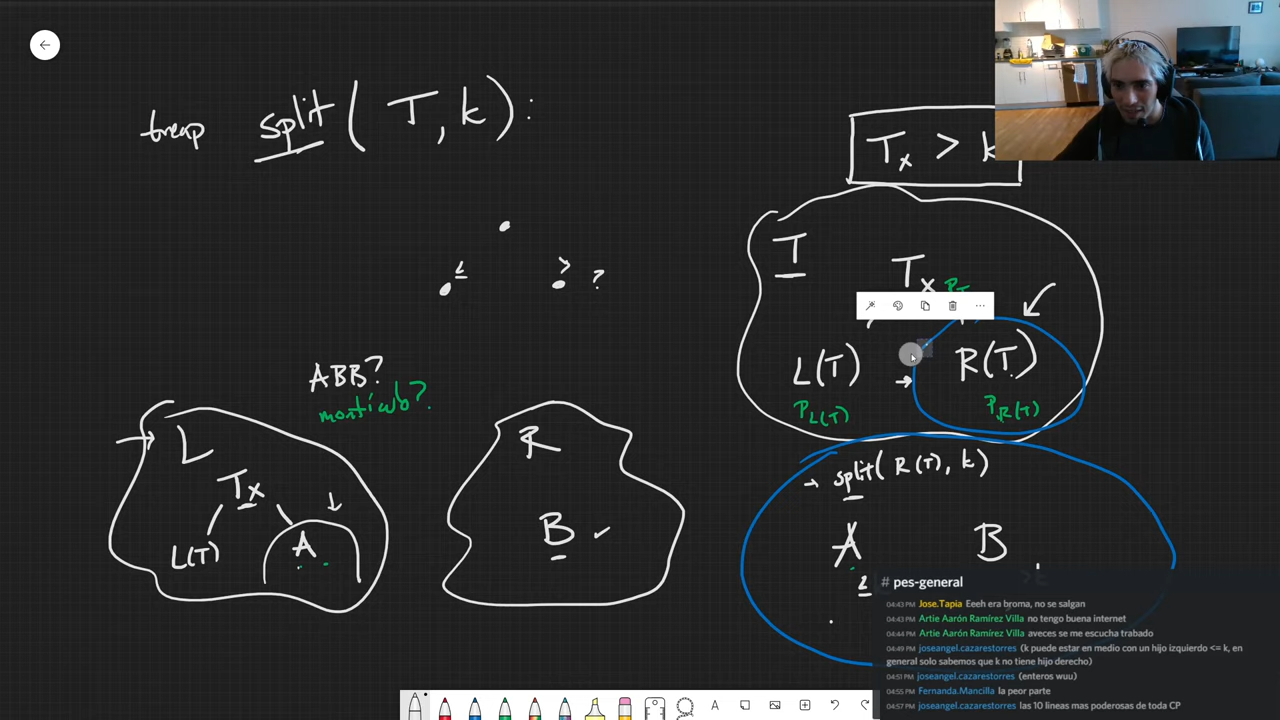 treap split(T, k):
T_x > k
T
T_x
P_T
L(T)
R(T)
P_L(T)
P_R(T)
< > ?
ABB?
montículo?
L
T_x
L(T)
A
R
B
split(R(T), k)
A
B
≤
# pes-general
04:43 PM Jose.Tapia Eeeh era broma, no se salgan
04:43 PM Artie Aarón Ramírez Villa no tengo buena internet
04:44 PM Artie Aarón Ramírez Villa aveces se me escucha trabado
04:49 PM joseangel.cazarestorres (k puede estar en medio con un hijo izquierdo <= k, en
general solo sabemos que k no tiene hijo derecho)
04:51 PM joseangel.cazarestorres (enteros wuu)
04:55 PM Fernanda.Mancilla la peor parte
04:57 PM joseangel.cazarestorres las 10 lineas mas poderosas de toda CP